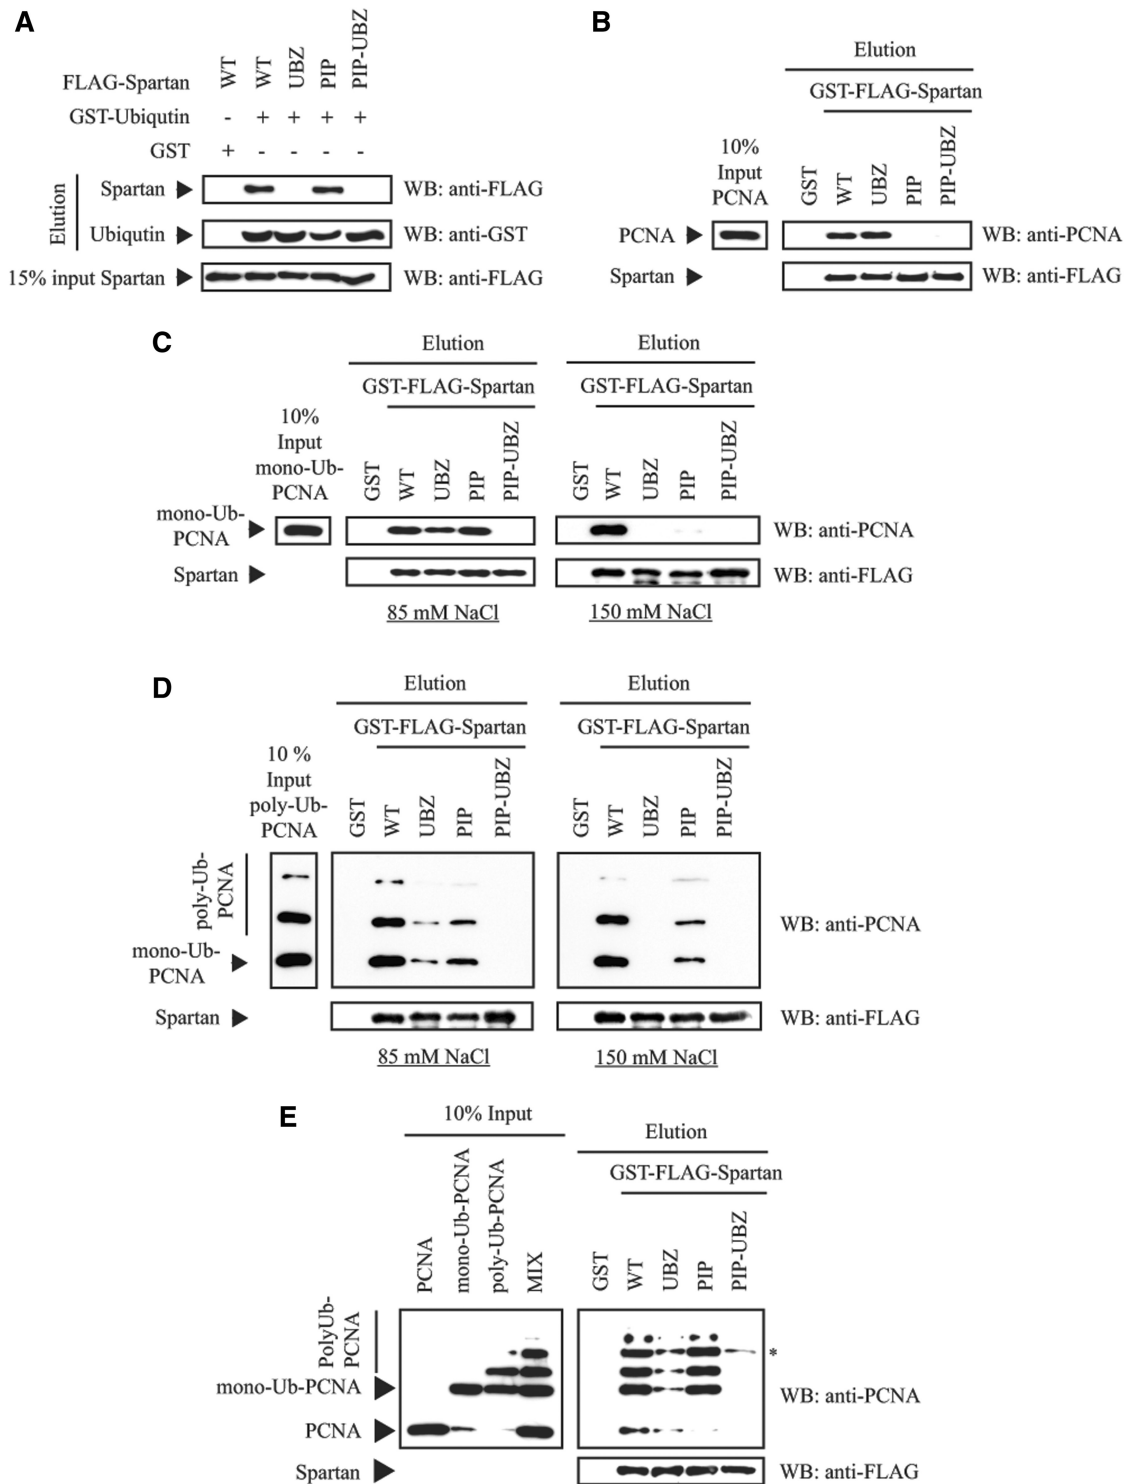 A
FLAG-Spartan WT WT UBZ PIP PIP-UBZ
GST-Ubiqutin - + + + +
GST + - - - -
Elution
Spartan WB: anti-FLAG
Ubiqutin WB: anti-GST
15% input Spartan WB: anti-FLAG
B
Elution
GST-FLAG-Spartan
10%
Input
PCNA
GST WT UBZ PIP PIP-UBZ
PCNA WB: anti-PCNA
Spartan WB: anti-FLAG
C
Elution Elution
GST-FLAG-Spartan GST-FLAG-Spartan
10%
Input
mono-Ub-
PCNA
GST WT UBZ PIP PIP-UBZ GST WT UBZ PIP PIP-UBZ
mono-Ub-
PCNA
WB: anti-PCNA
Spartan WB: anti-FLAG
85 mM NaCl 150 mM NaCl
D
Elution Elution
GST-FLAG-Spartan GST-FLAG-Spartan
10 %
Input
poly-Ub-
PCNA
GST WT UBZ PIP PIP-UBZ GST WT UBZ PIP PIP-UBZ
poly-Ub-
PCNA
WB: anti-PCNA
mono-Ub-
PCNA
Spartan WB: anti-FLAG
85 mM NaCl 150 mM NaCl
E
10% Input
Elution
GST-FLAG-Spartan
PCNA mono-Ub-PCNA poly-Ub-PCNA MIX GST WT UBZ PIP PIP-UBZ
PolyUb-
PCNA
*
mono-Ub-PCNA WB: anti-PCNA
PCNA
Spartan WB: anti-FLAG